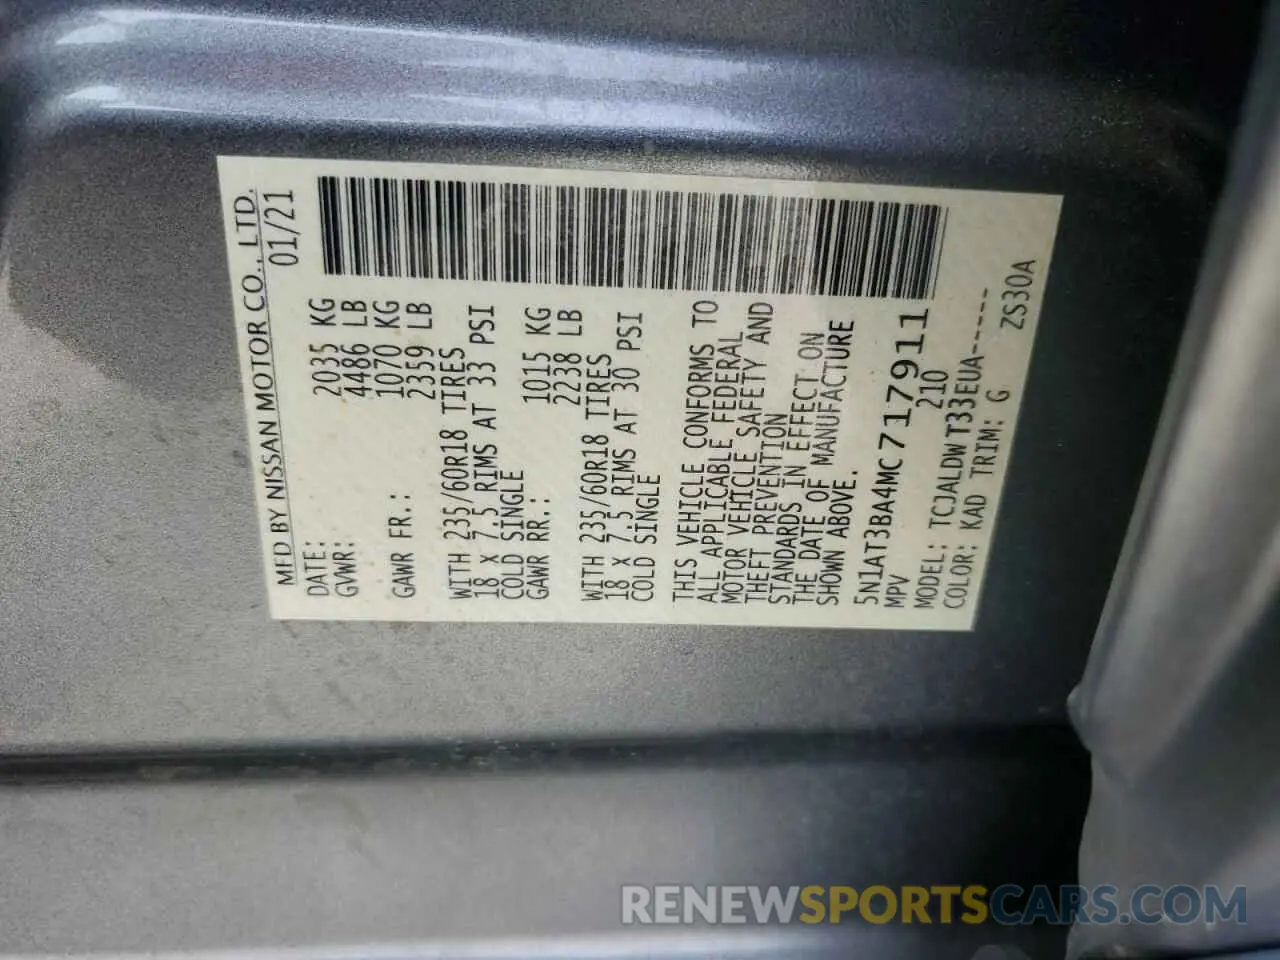 MFD BY NISSAN MOTOR CO., LTD.
DATE: 01/21
GVWR: 2035 KG
4486 LB
GAWR FR.: 1070 KG
2359 LB
WITH 235/60R18 TIRES
18 X 7.5 RIMS AT 33 PSI
COLD SINGLE
GAWR RR.: 1015 KG
2238 LB
WITH 235/60R18 TIRES
18 X 7.5 RIMS AT 30 PSI
COLD SINGLE
THIS VEHICLE CONFORMS TO
ALL APPLICABLE FEDERAL
MOTOR VEHICLE SAFETY AND
THEFT PREVENTION
STANDARDS IN EFFECT ON
THE DATE OF MANUFACTURE
SHOWN ABOVE.
5N1AT3BA4MC717911
MPV 210
MODEL: TCJALDWT33EUA-----
COLOR: KAD TRIM: G ZS30A
RENEWSPORTSCARS.COM